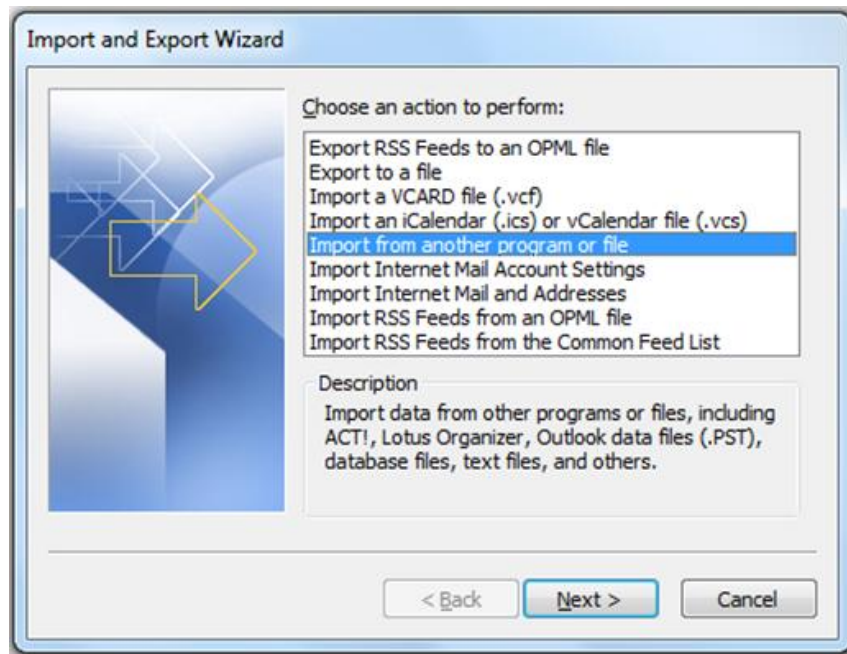 Import and Export Wizard
Choose an action to perform:
Export RSS Feeds to an OPML file
Export to a file
Import a VCARD file (.vcf)
Import an iCalendar (.ics) or vCalendar file (.vcs)
Import from another program or file
Import Internet Mail Account Settings
Import Internet Mail and Addresses
Import RSS Feeds from an OPML file
Import RSS Feeds from the Common Feed List
Description
Import data from other programs or files, including
ACT!, Lotus Organizer, Outlook data files (.PST),
database files, text files, and others.
< Back Next > Cancel